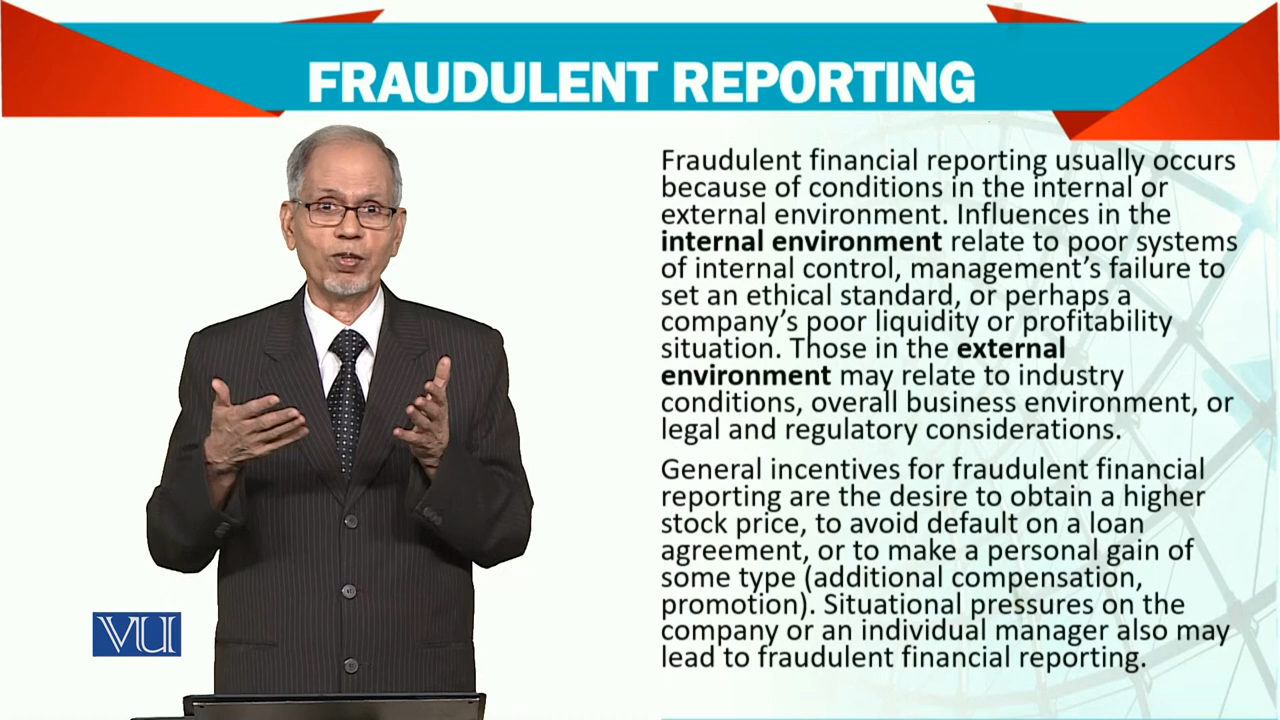 FRAUDULENT REPORTING
Fraudulent financial reporting usually occurs
because of conditions in the internal or
external environment. Influences in the
internal environment relate to poor systems
of internal control, management’s failure to
set an ethical standard, or perhaps a
company’s poor liquidity or profitability
situation. Those in the external
environment may relate to industry
conditions, overall business environment, or
legal and regulatory considerations.
General incentives for fraudulent financial
reporting are the desire to obtain a higher
stock price, to avoid default on a loan
agreement, or to make a personal gain of
some type (additional compensation,
promotion). Situational pressures on the
company or an individual manager also may
lead to fraudulent financial reporting.
VU